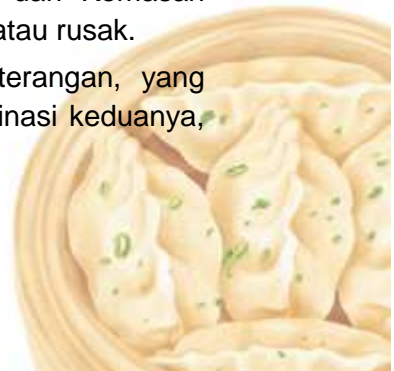 dan Kemasan
atau rusak.
terangan, yang
inasi keduanya,